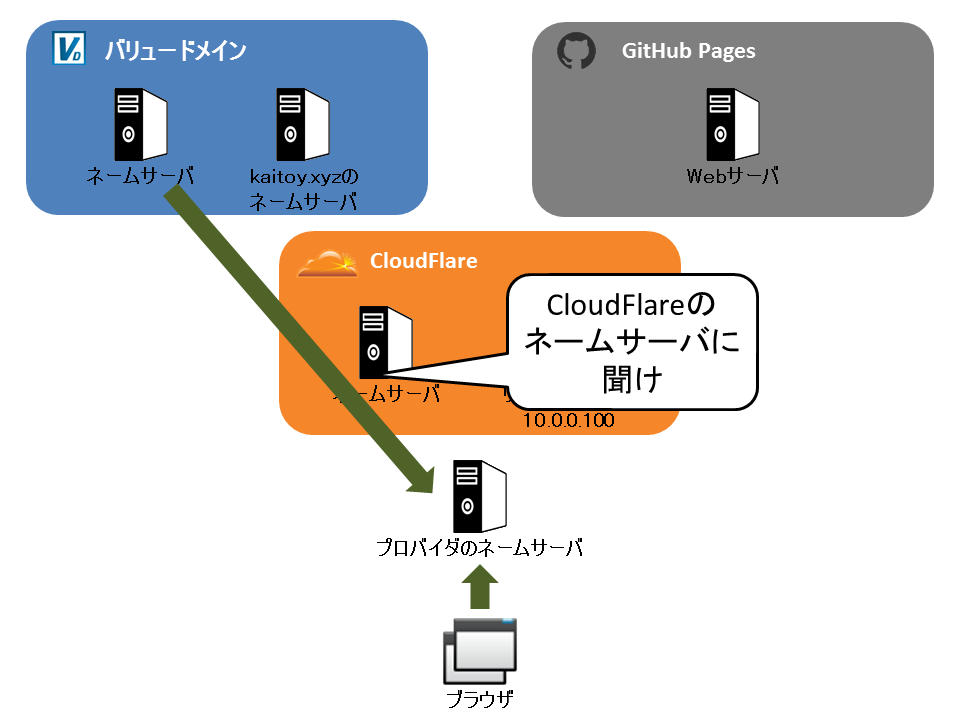 バリュードメイン
GitHub Pages
ネームサーバ
kaitoy.xyzの
ネームサーバ
Webサーバ
CloudFlare
CloudFlareの
ネームサーバに
聞け
ームサーバ
10.0.0.100
プロバイダのネームサーバ
ブラウザ